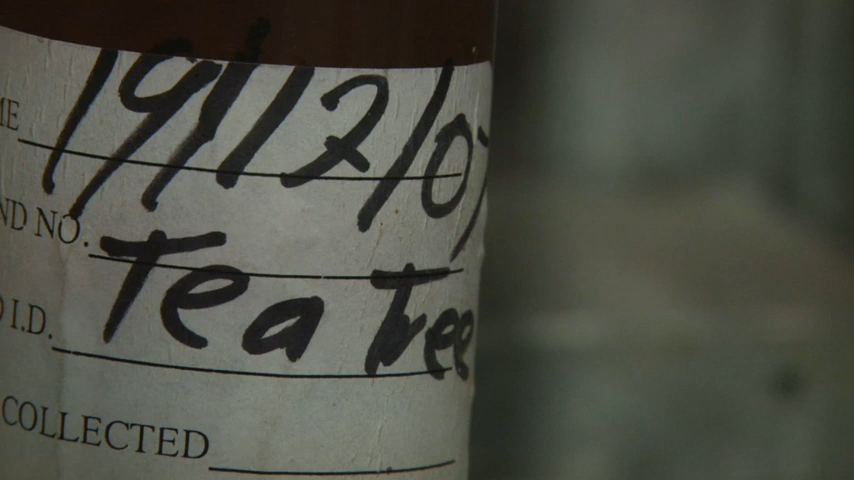 ME 19/12/07
ND NO.
Tea Tree
I.D.
COLLECTED